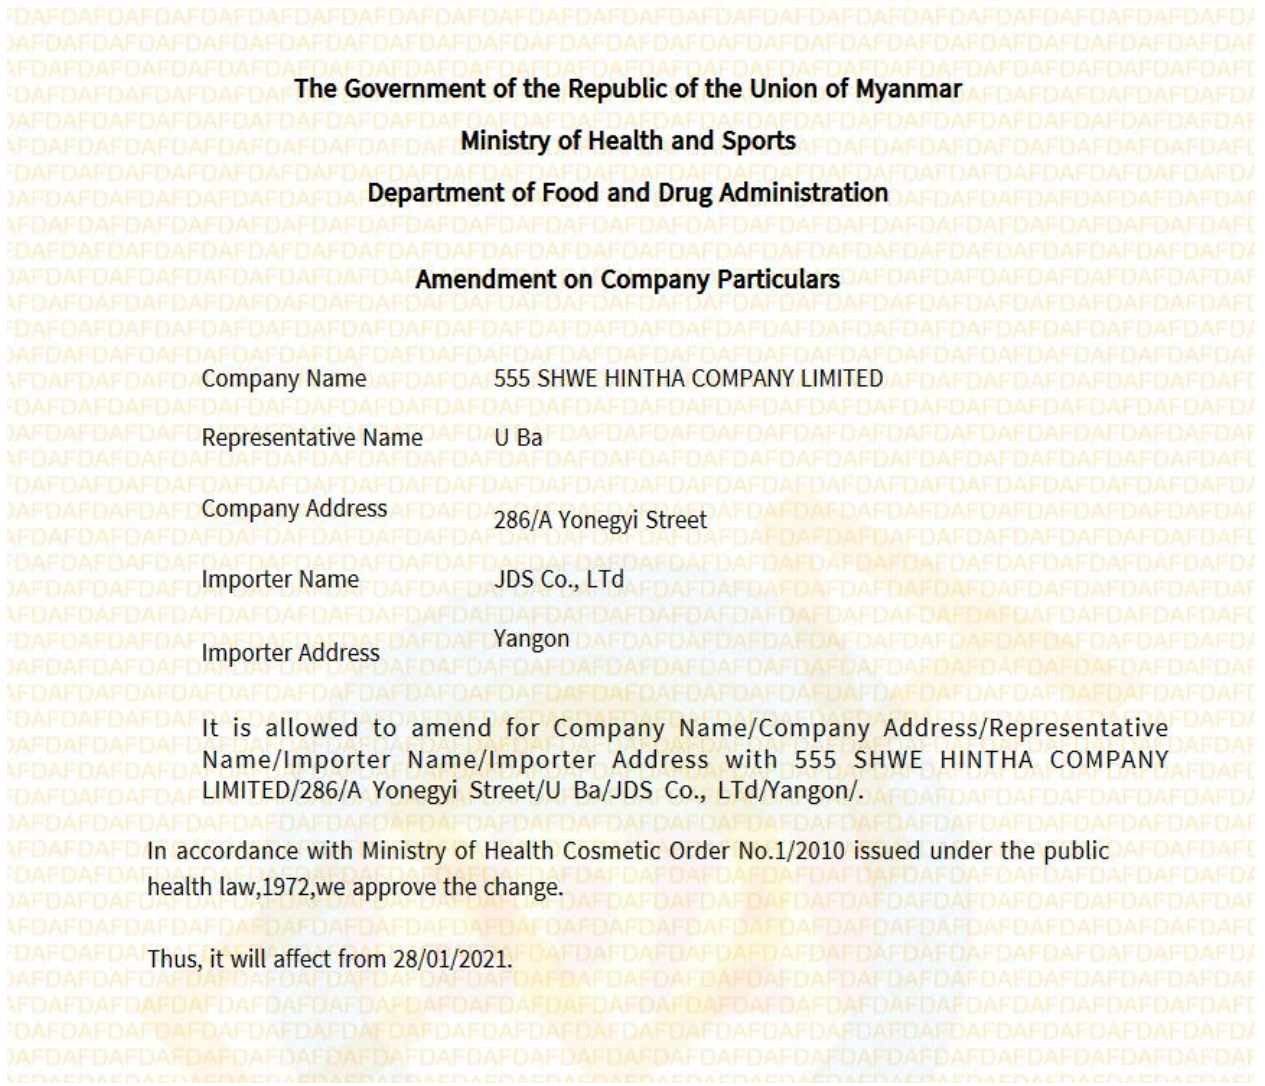 The Government of the Republic of the Union of Myanmar
Ministry of Health and Sports
Department of Food and Drug Administration
Amendment on Company Particulars
Company Name 555 SHWE HINTHA COMPANY LIMITED
Representative Name U Ba
Company Address 286/A Yonegyi Street
Importer Name JDS Co., LTd
Importer Address Yangon
It is allowed to amend for Company Name/Company Address/Representative
Name/Importer Name/Importer Address with 555 SHWE HINTHA COMPANY
LIMITED/286/A Yonegyi Street/U Ba/JDS Co., LTd/Yangon/.
In accordance with Ministry of Health Cosmetic Order No.1/2010 issued under the public
health law,1972,we approve the change.
Thus, it will affect from 28/01/2021.